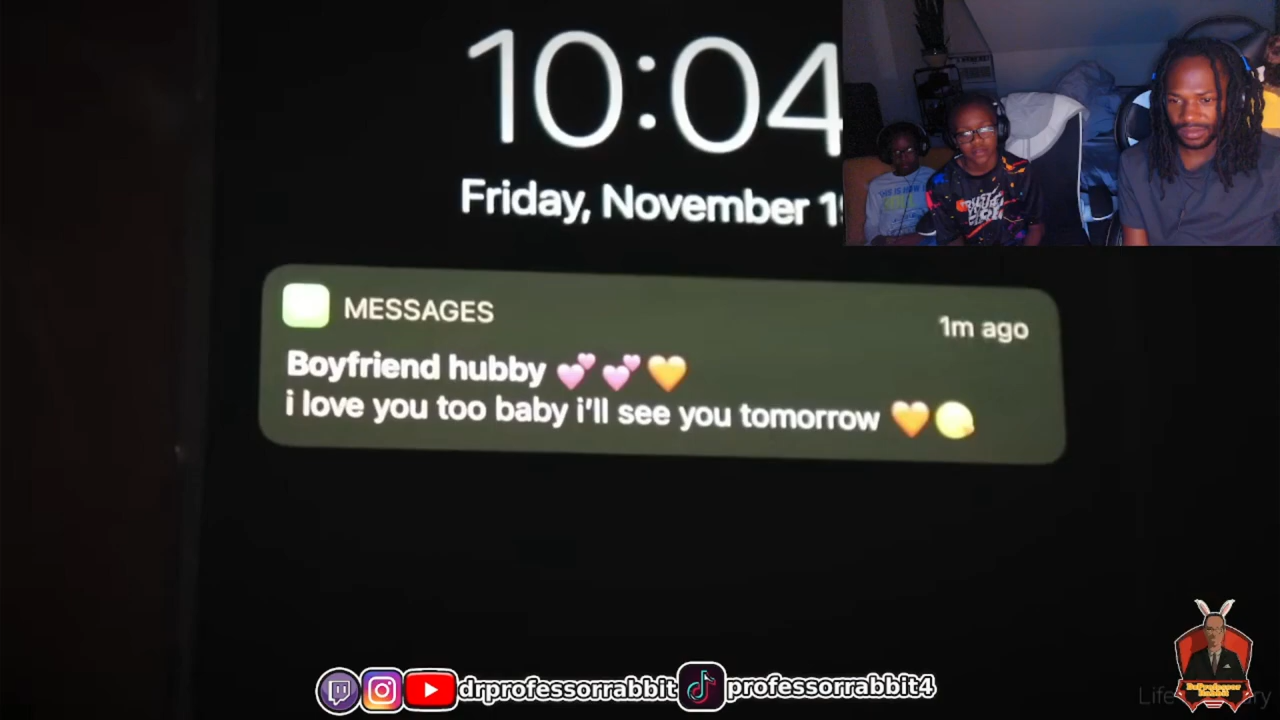 10:04
Friday, November 1
MESSAGES
1m ago
Boyfriend hubby 💕💕🧡
i love you too baby i'll see you tomorrow 🧡😘
drprofessorrabbit
professorrabbit4